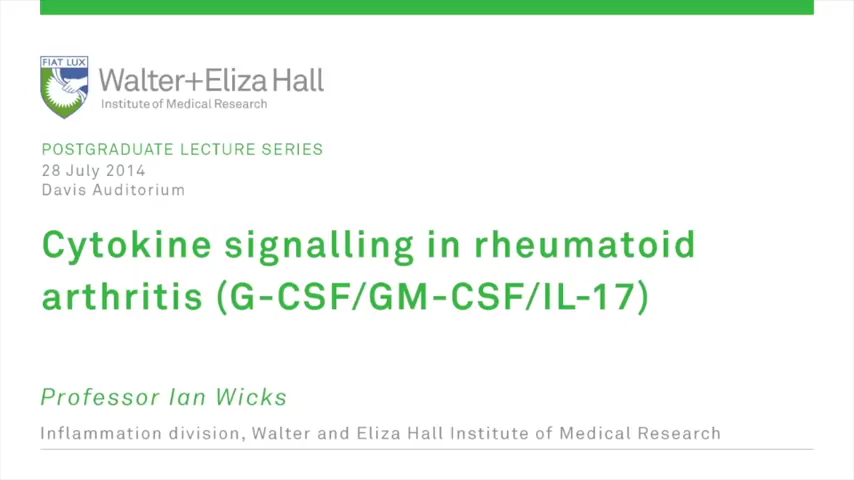 FIAT LUX
Walter+Eliza Hall
Institute of Medical Research
POSTGRADUATE LECTURE SERIES
28 July 2014
Davis Auditorium
Cytokine signalling in rheumatoid
arthritis (G-CSF/GM-CSF/IL-17)
Professor Ian Wicks
Inflammation division, Walter and Eliza Hall Institute of Medical Research